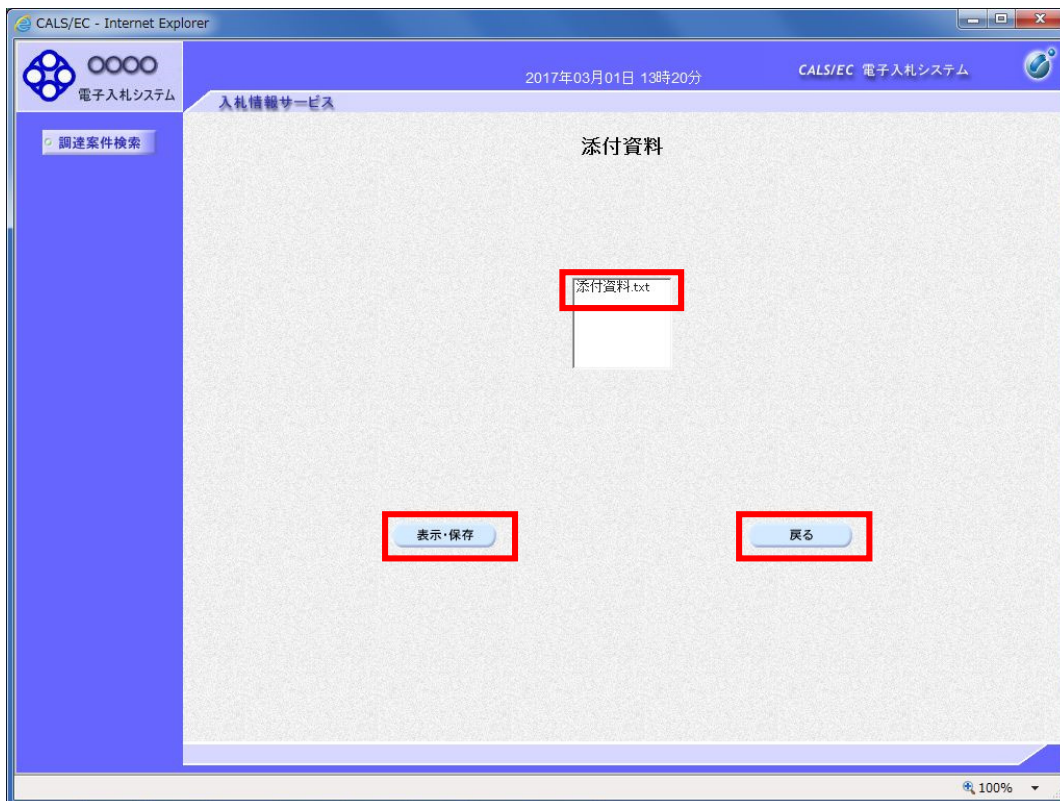 CALS/EC - Internet Explorer
OOOO
電子入札システム
2017年03月01日 13時20分
CALS/EC 電子入札システム
入札情報サービス
調達案件検索
添付資料
添付資料.txt
表示・保存
戻る
100%